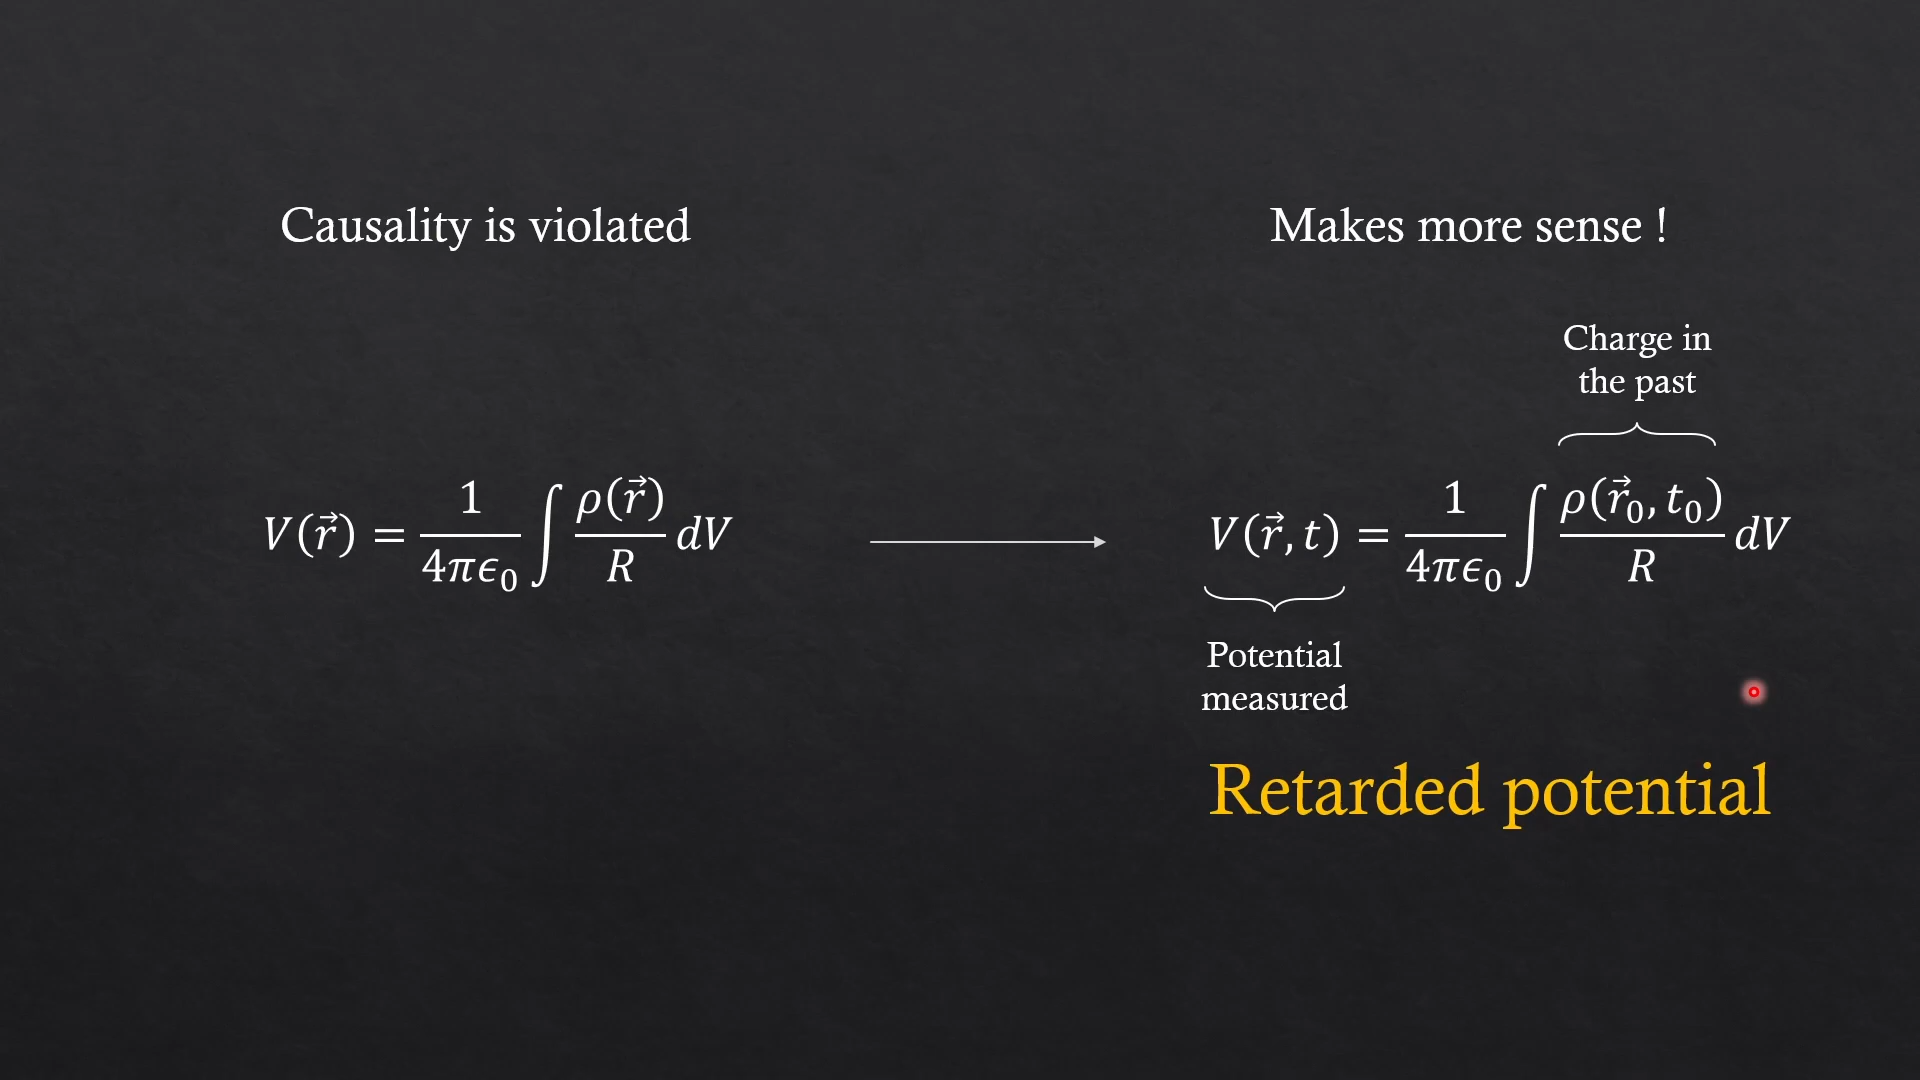 Causality is violated
Makes more sense !
Charge in
the past
V(r⃗) = 1/(4πϵ₀) ∫ ρ(r⃗)/R dV
V(r⃗, t) = 1/(4πϵ₀) ∫ ρ(r⃗₀, t₀)/R dV
Potential
measured
Retarded potential